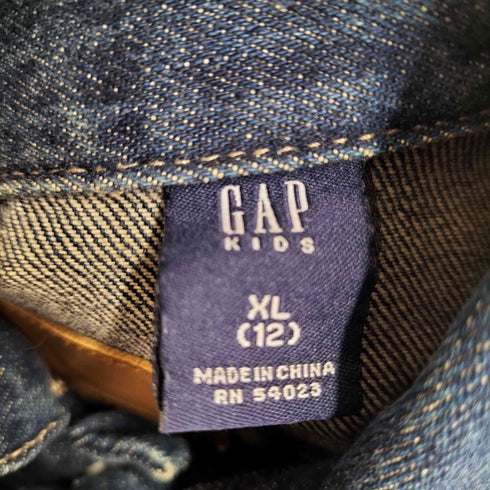 GAP
KIDS
XL
(12)
MADE IN CHINA
RN 54023